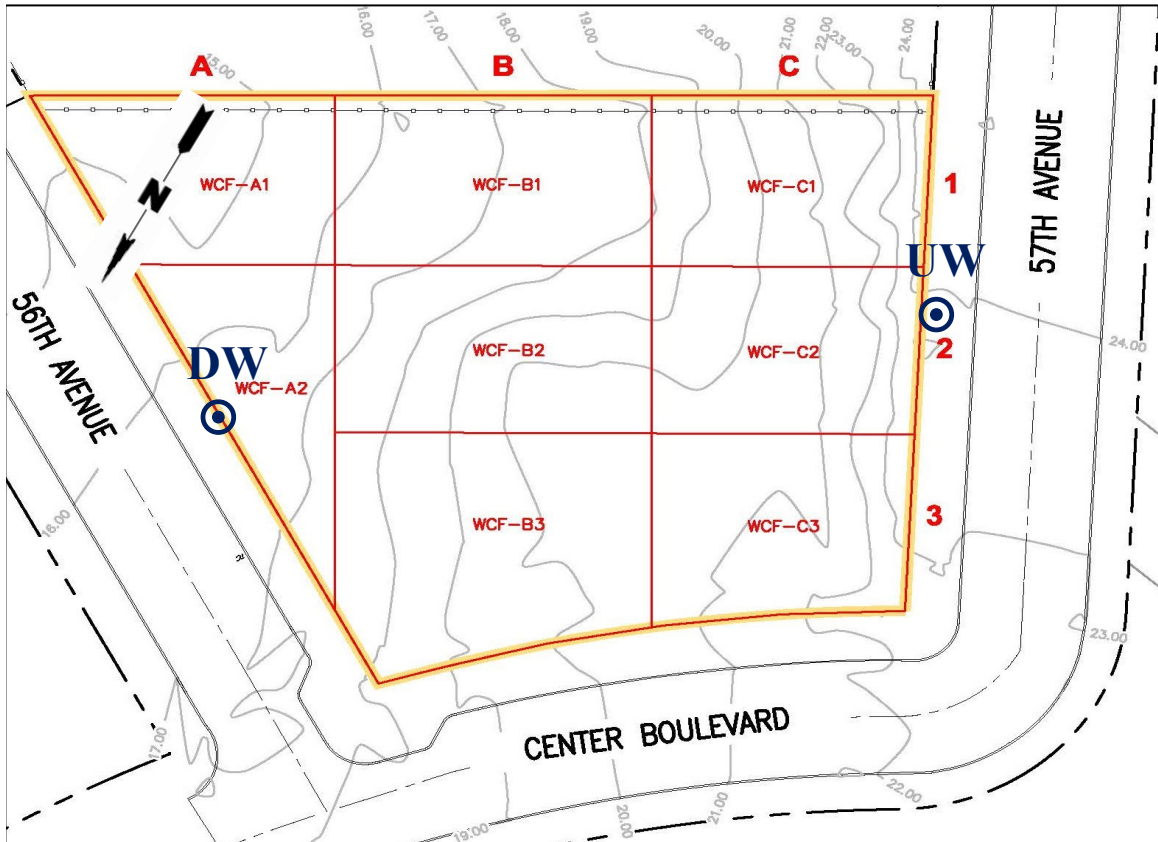 16.00
17.00
18.00
19.00
20.00
21.00
22.00
23.00
24.00
A
B
C
15.00
N
WCF-A1
WCF-B1
WCF-C1
1
57TH AVENUE
UW
2
24.00
56TH AVENUE
DW
WCF-A2
WCF-B2
WCF-C2
16.00
WCF-B3
WCF-C3
3
23.00
17.00
CENTER BOULEVARD
22.00
21.00
20.00
19.00